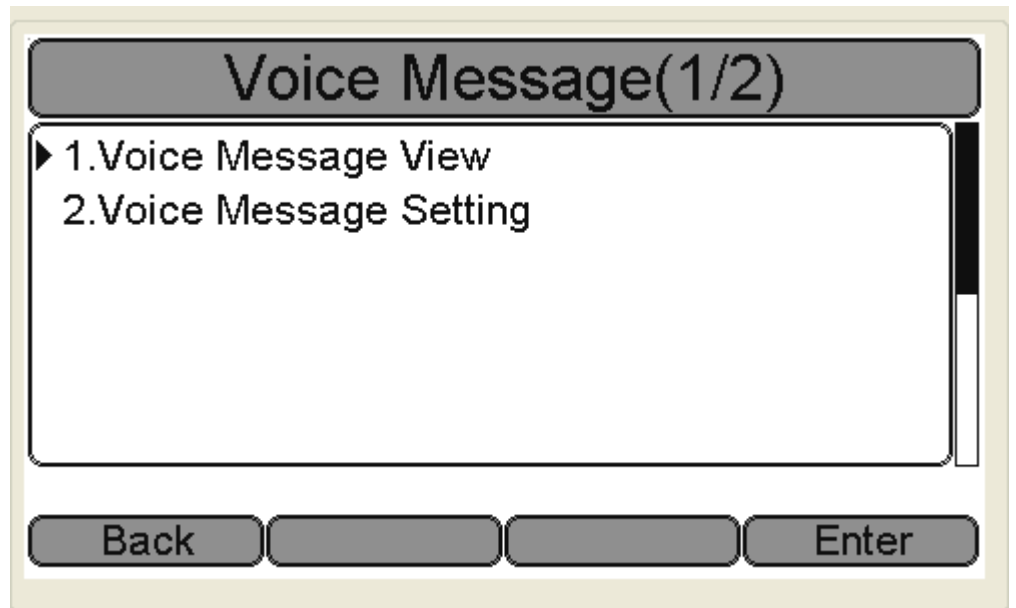 Voice Message(1/2)
1.Voice Message View
2.Voice Message Setting
Back Enter